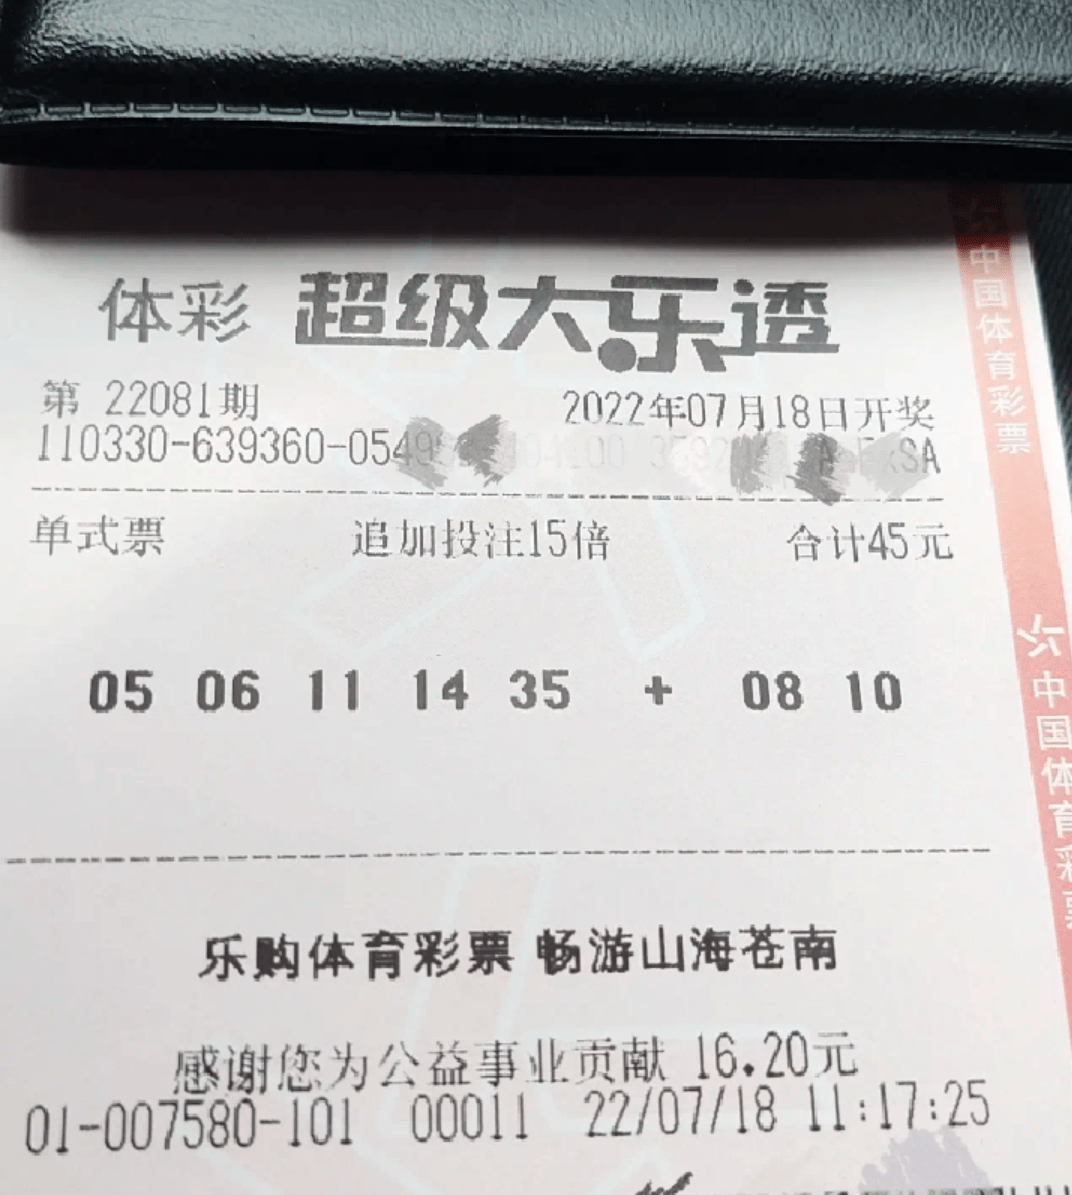 体彩 超级大乐透
第 22081期 2022年07月18日开奖
110330-639360-0549 SA
单式票 追加投注15倍 合计45元
05 06 11 14 35 + 08 10
乐购体育彩票 畅游山海苍南
感谢您为公益事业贡献 16.20元
01-007580-101 00011 22/07/18 11:17:25
中国体育彩票
中国体育彩